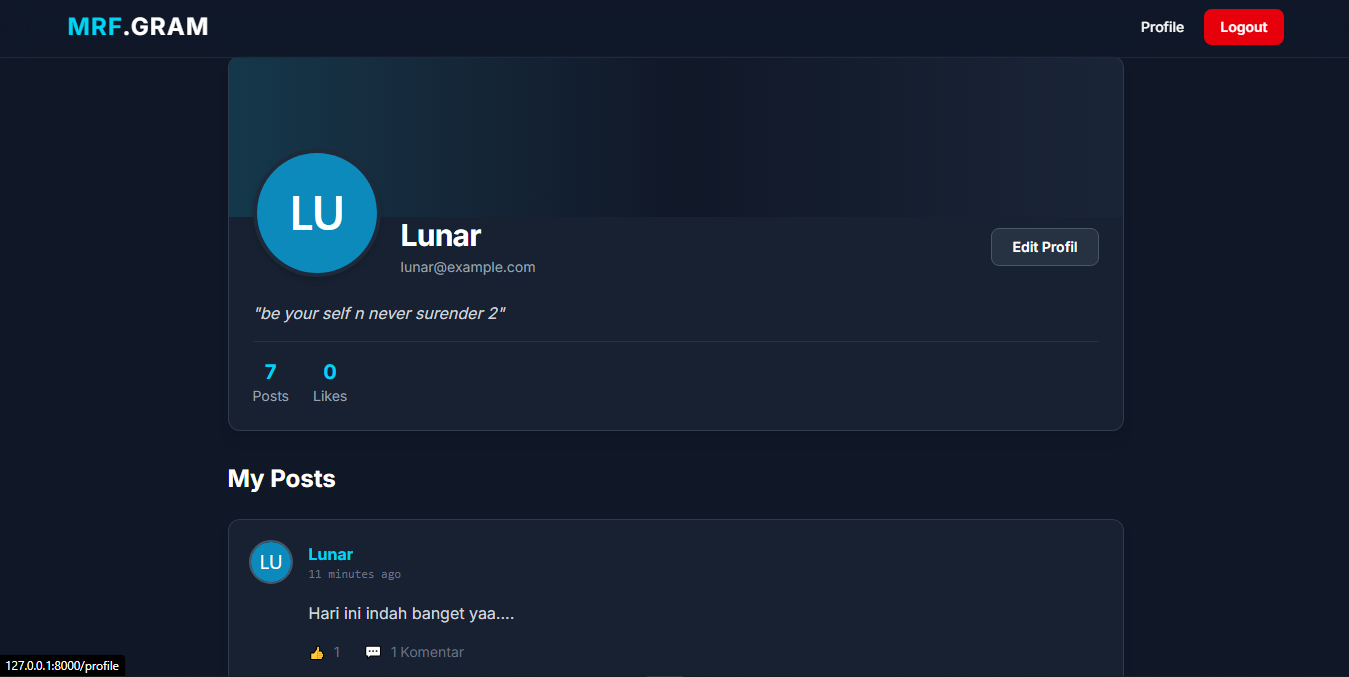 MRF.GRAM
Profile
Logout
LU
Lunar
lunar@example.com
Edit Profil
"be your self n never surender 2"
7
0
Posts
Likes
My Posts
LU
Lunar
11 minutes ago
Hari ini indah banget yaa....
1
1 Komentar
127.0.0.1:8000/profile